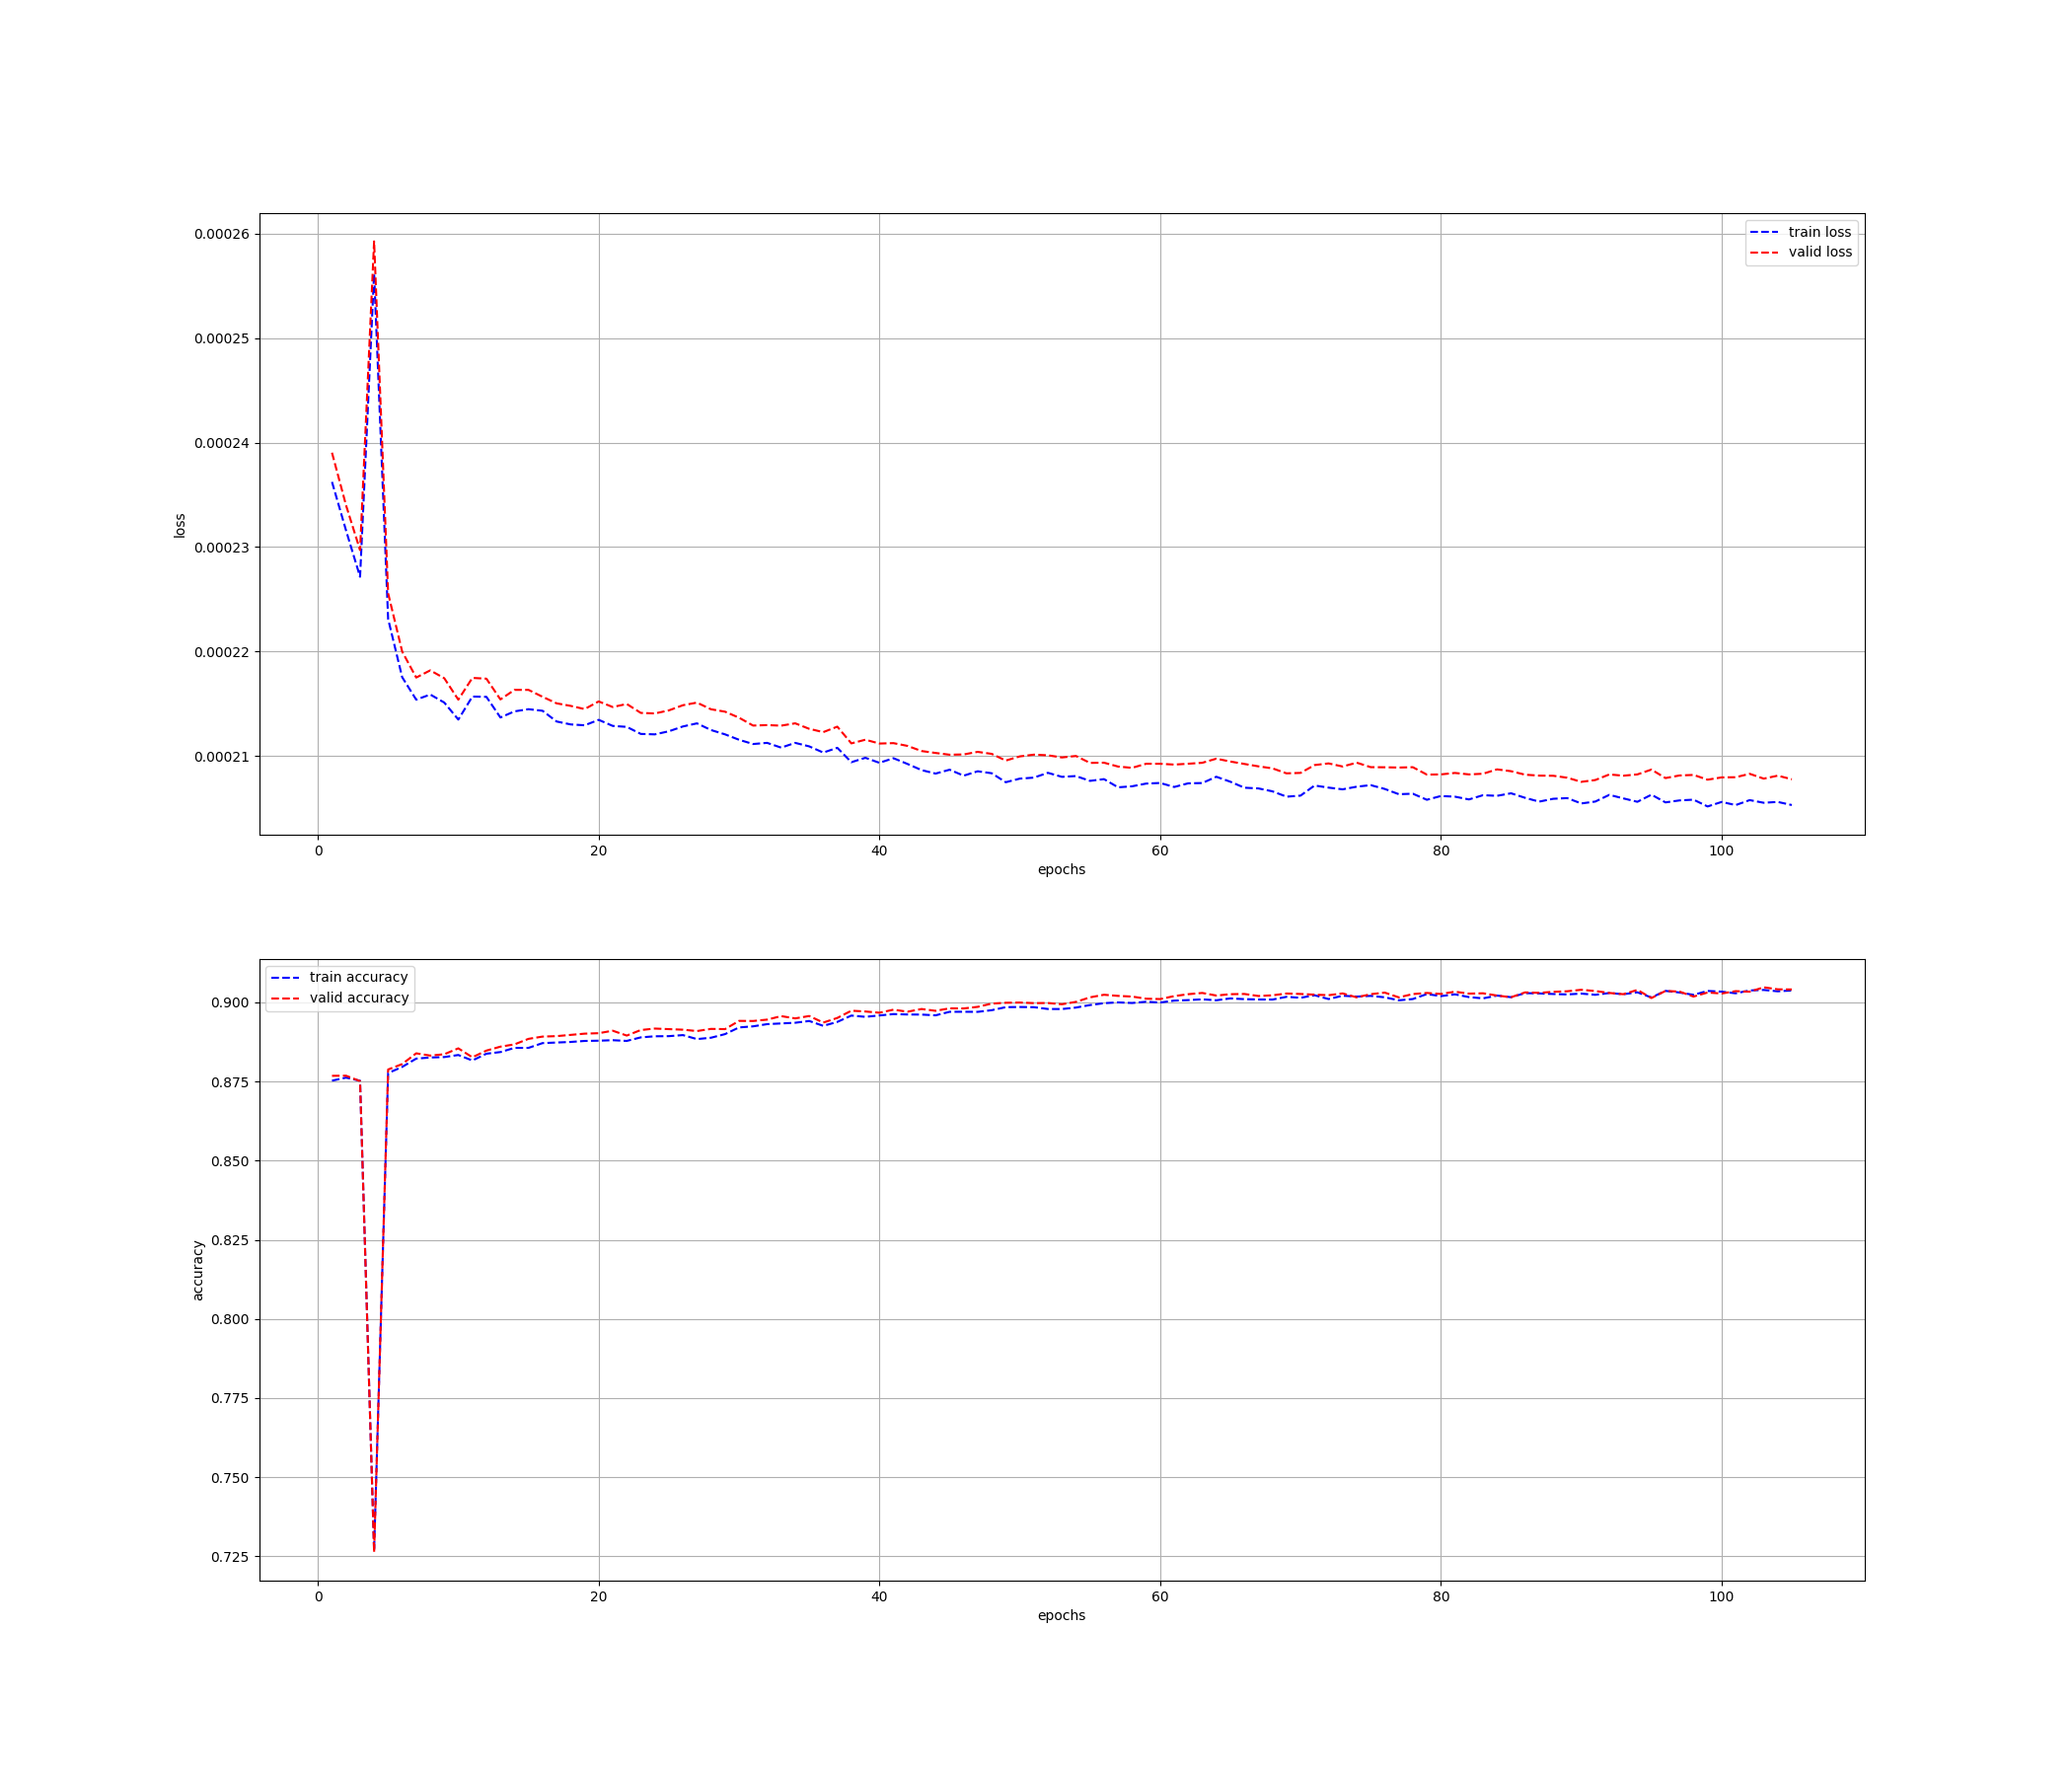 0.00026
train loss
valid loss
0.00025
0.00024
loss
0.00023
0.00022
0.00021
0 20 40 60 80 100
epochs
train accuracy
valid accuracy
0.900
0.875
0.850
0.825
accuracy
0.800
0.775
0.750
0.725
0 20 40 60 80 100
epochs